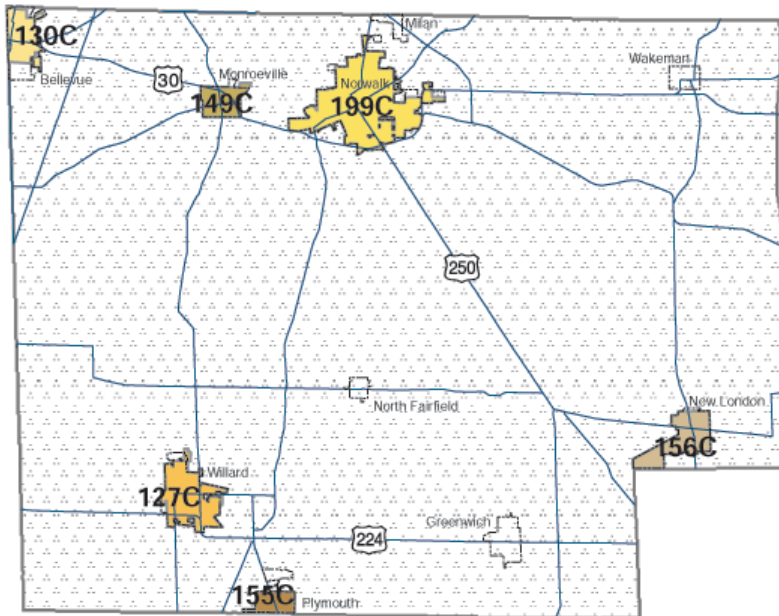 Milan
130C
Wakeman
Bellevue
30
Monroeville
Norwalk
149C
199C
250
North Fairfield
New London
156C
Willard
127C
Greenwich
224
155C
Plymouth